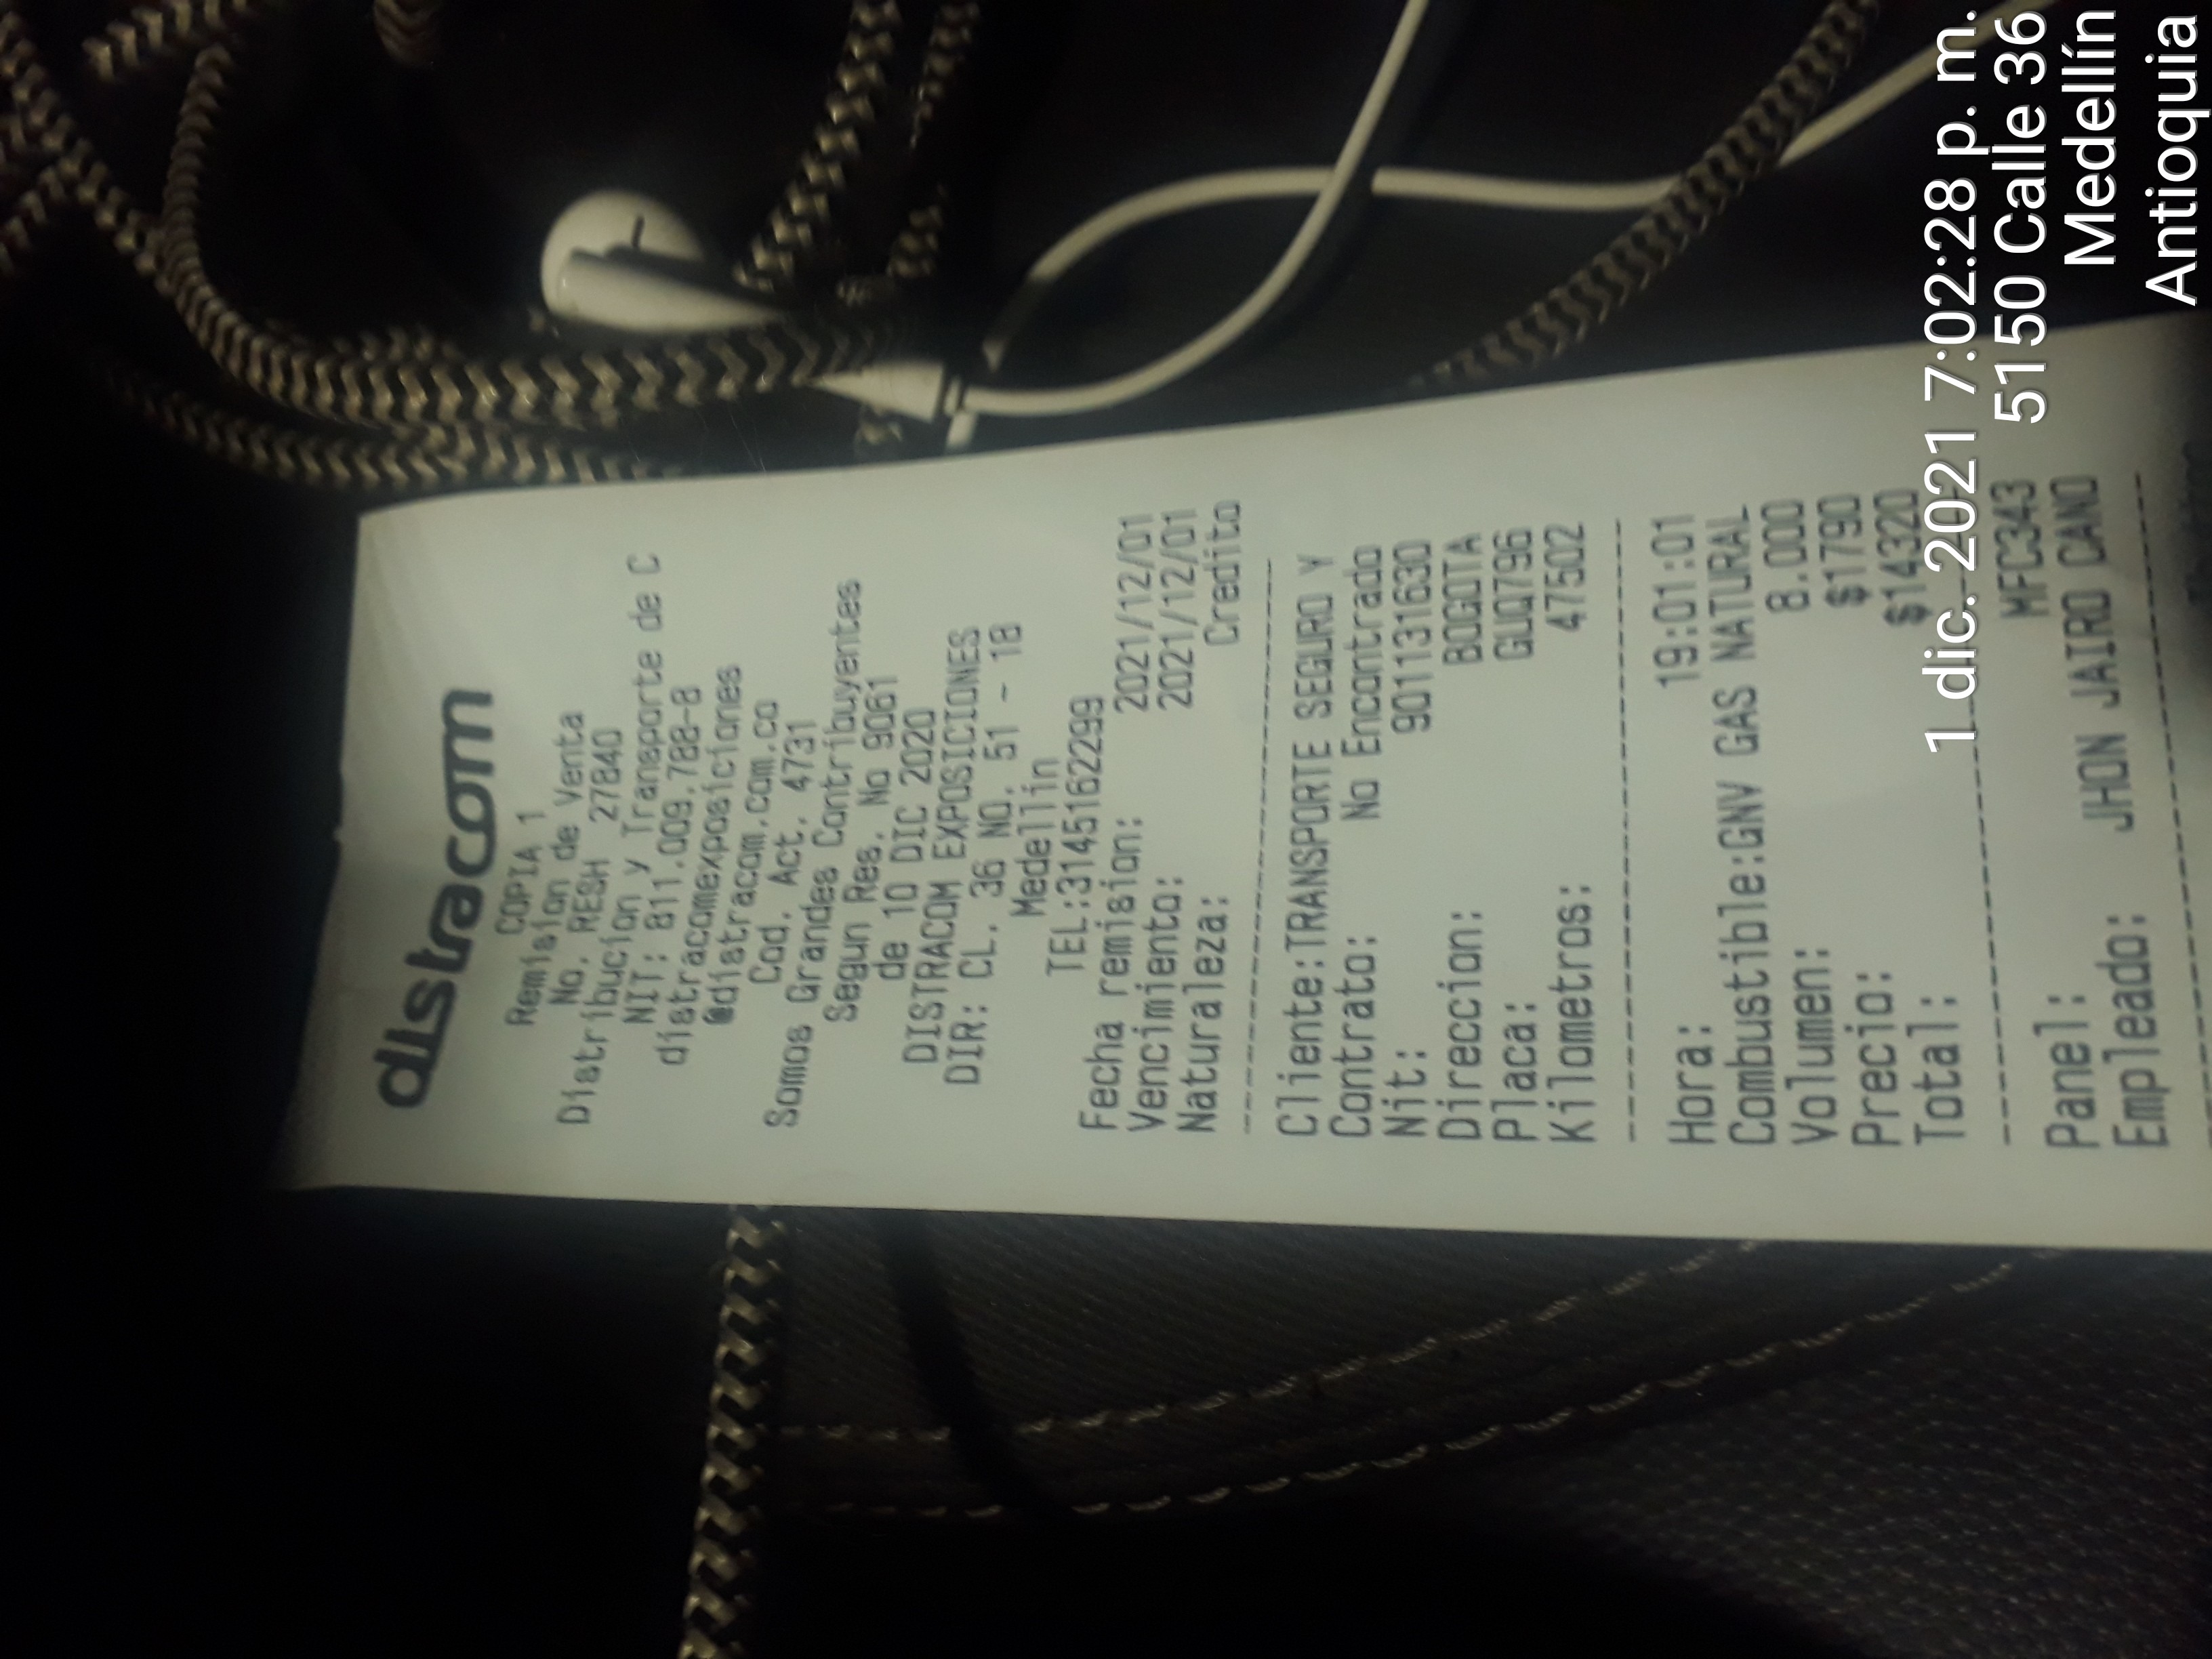 distracom
COPIA 1
Remision de Venta
No. RESH 27840
Distribucion y Transporte de C
NIT: 811.009.788-8
distracomexposiciones
@distracom.com.co
Cod. Act. 4731
Somos Grandes Contribuyentes
Segun Res. No 9061
de 10 DIC 2020
DISTRACOM EXPOSICIONES
DIR: CL. 36 NO. 51 - 18
Medellin
TEL:3145162299
Fecha remision: 2021/12/01
Vencimiento: 2021/12/01
Naturaleza: Credito
Cliente:TRANSPORTE SEGURO Y
Contrato: No Encontrado
Nit: 901131630
Direccion: BOGOTA
Placa: GUQ796
Kilometros: 47502
Hora: 19:01:01
Combustible:GNV GAS NATURAL
Volumen: 8.000
Precio: $1790
Total: $14320
Panel: MFC343
Empleado: JHON JAIRO CANO
1 dic. 2021 7:02:28 p. m.
5150 Calle 36
Medellín
Antioquia